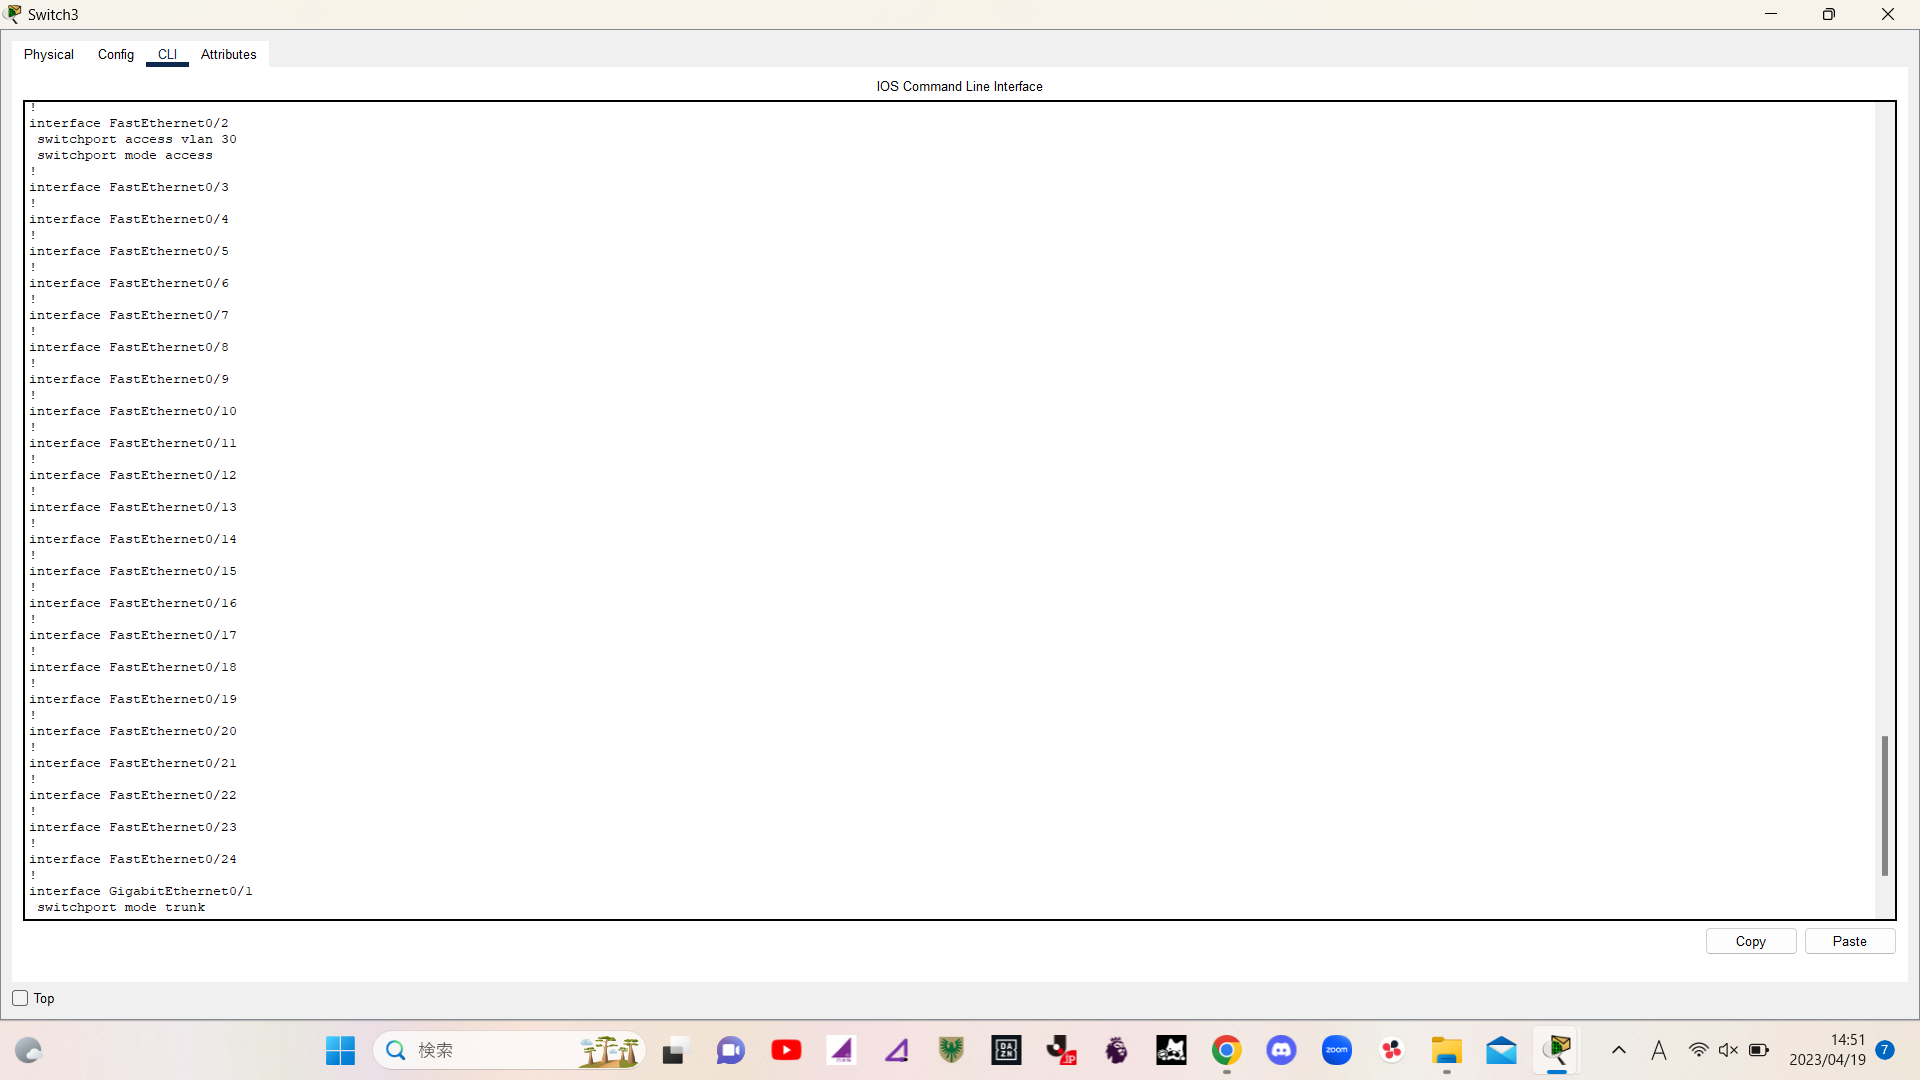 Switch3
Physical Config CLI Attributes
IOS Command Line Interface
!
interface FastEthernet0/2
 switchport access vlan 30
 switchport mode access
!
interface FastEthernet0/3
!
interface FastEthernet0/4
!
interface FastEthernet0/5
!
interface FastEthernet0/6
!
interface FastEthernet0/7
!
interface FastEthernet0/8
!
interface FastEthernet0/9
!
interface FastEthernet0/10
!
interface FastEthernet0/11
!
interface FastEthernet0/12
!
interface FastEthernet0/13
!
interface FastEthernet0/14
!
interface FastEthernet0/15
!
interface FastEthernet0/16
!
interface FastEthernet0/17
!
interface FastEthernet0/18
!
interface FastEthernet0/19
!
interface FastEthernet0/20
!
interface FastEthernet0/21
!
interface FastEthernet0/22
!
interface FastEthernet0/23
!
interface FastEthernet0/24
!
interface GigabitEthernet0/1
 switchport mode trunk
Copy Paste
Top
検索
DAZN
.jp
zoom
A
14:51
2023/04/19
7